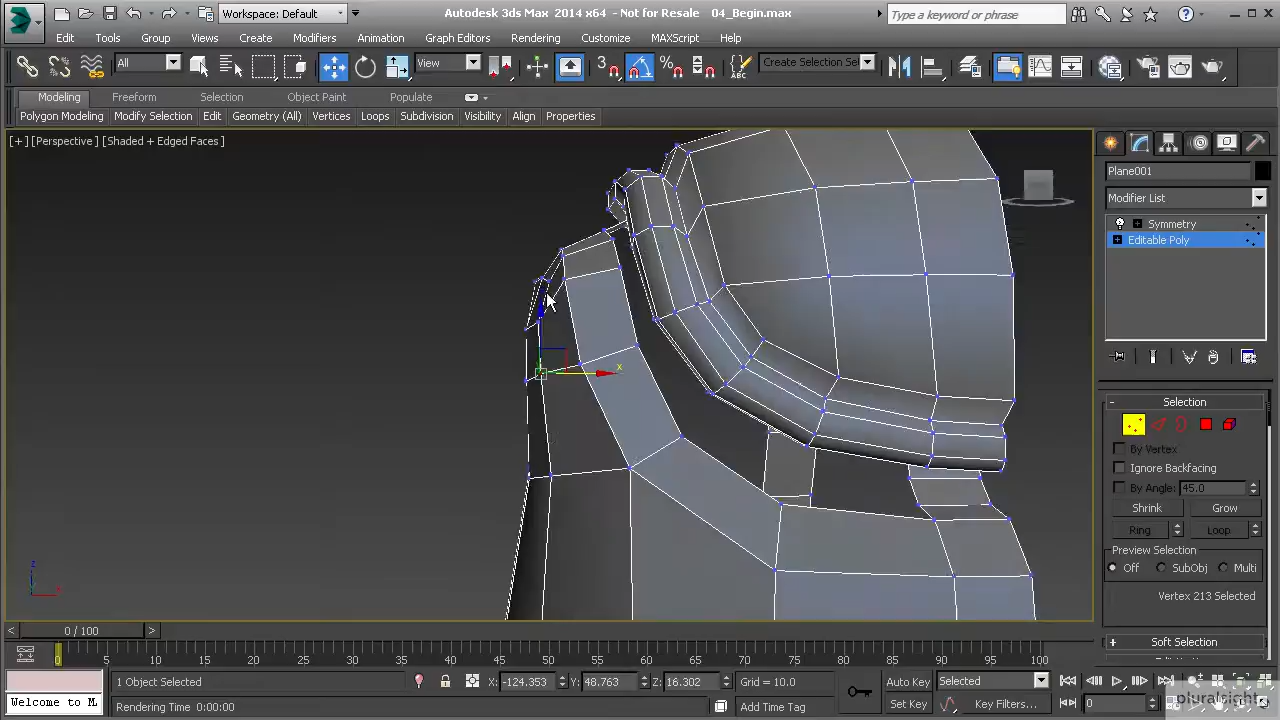 Workspace: Default
Autodesk 3ds Max 2014 x64 - Not for Resale 04_Begin.max
Type a keyword or phrase
Edit Tools Group Views Create Modifiers Animation Graph Editors Rendering Customize MAXScript Help
All View 3 Create Selection Se
Modeling Freeform Selection Object Paint Populate
Polygon Modeling Modify Selection Edit Geometry (All) Vertices Loops Subdivision Visibility Align Properties
[+] [Perspective] [Shaded + Edged Faces]
Plane001
Modifier List
Symmetry
Editable Poly
x
Selection
By Vertex
Ignore Backfacing
By Angle: 45.0
Shrink Grow
Ring Loop
Preview Selection
Off SubObj Multi
Vertex 213 Selected
Soft Selection
z
x
< 0 / 100 >
0 5 10 15 20 25 30 35 40 45 50 55 60 65 70 75 80 85 90 95 100
1 Object Selected X: -124.353 Y: 48.763 Z: 16.302 Grid = 10.0 Auto Key Selected
Welcome to M Rendering Time 0:00:00 Add Time Tag Set Key Key Filters... 0
pluralsight